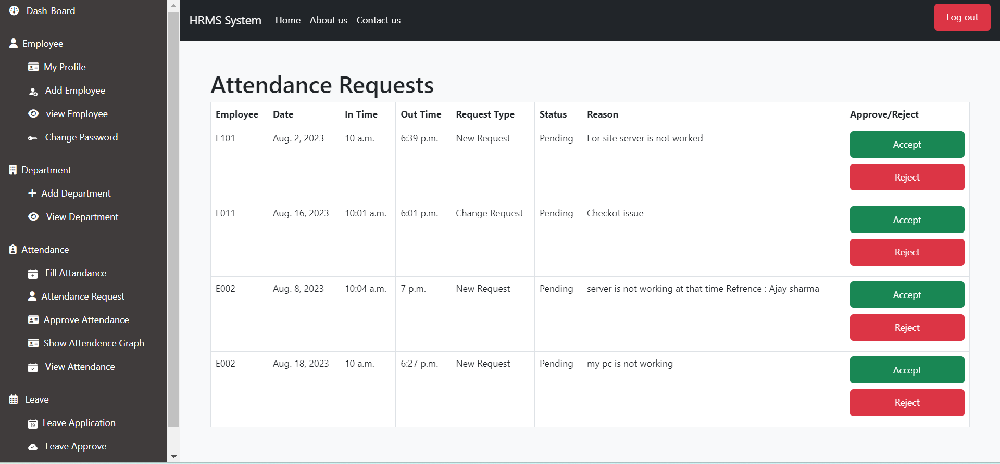 Dash-Board
Employee
My Profile
Add Employee
view Employee
Change Password
Department
Add Department
View Department
Attendance
Fill Attandance
Attendance Request
Approve Attendance
Show Attendence Graph
View Attendance
Leave
19 Leave Application
Leave Approve
HRMS System Home About us Contact us Log out
Attendance Requests
Employee Date In Time Out Time Request Type Status Reason Approve/Reject
E101 Aug. 2, 2023 10 a.m. 6:39 p.m. New Request Pending For site server is not worked Accept
Reject
E011 Aug. 16, 2023 10:01 a.m. 6:01 p.m. Change Request Pending Checkot issue Accept
Reject
E002 Aug. 8, 2023 10:04 a.m. 7 p.m. New Request Pending server is not working at that time Refrence : Ajay sharma Accept
Reject
E002 Aug. 18, 2023 10 a.m. 6:27 p.m. New Request Pending my pc is not working Accept
Reject